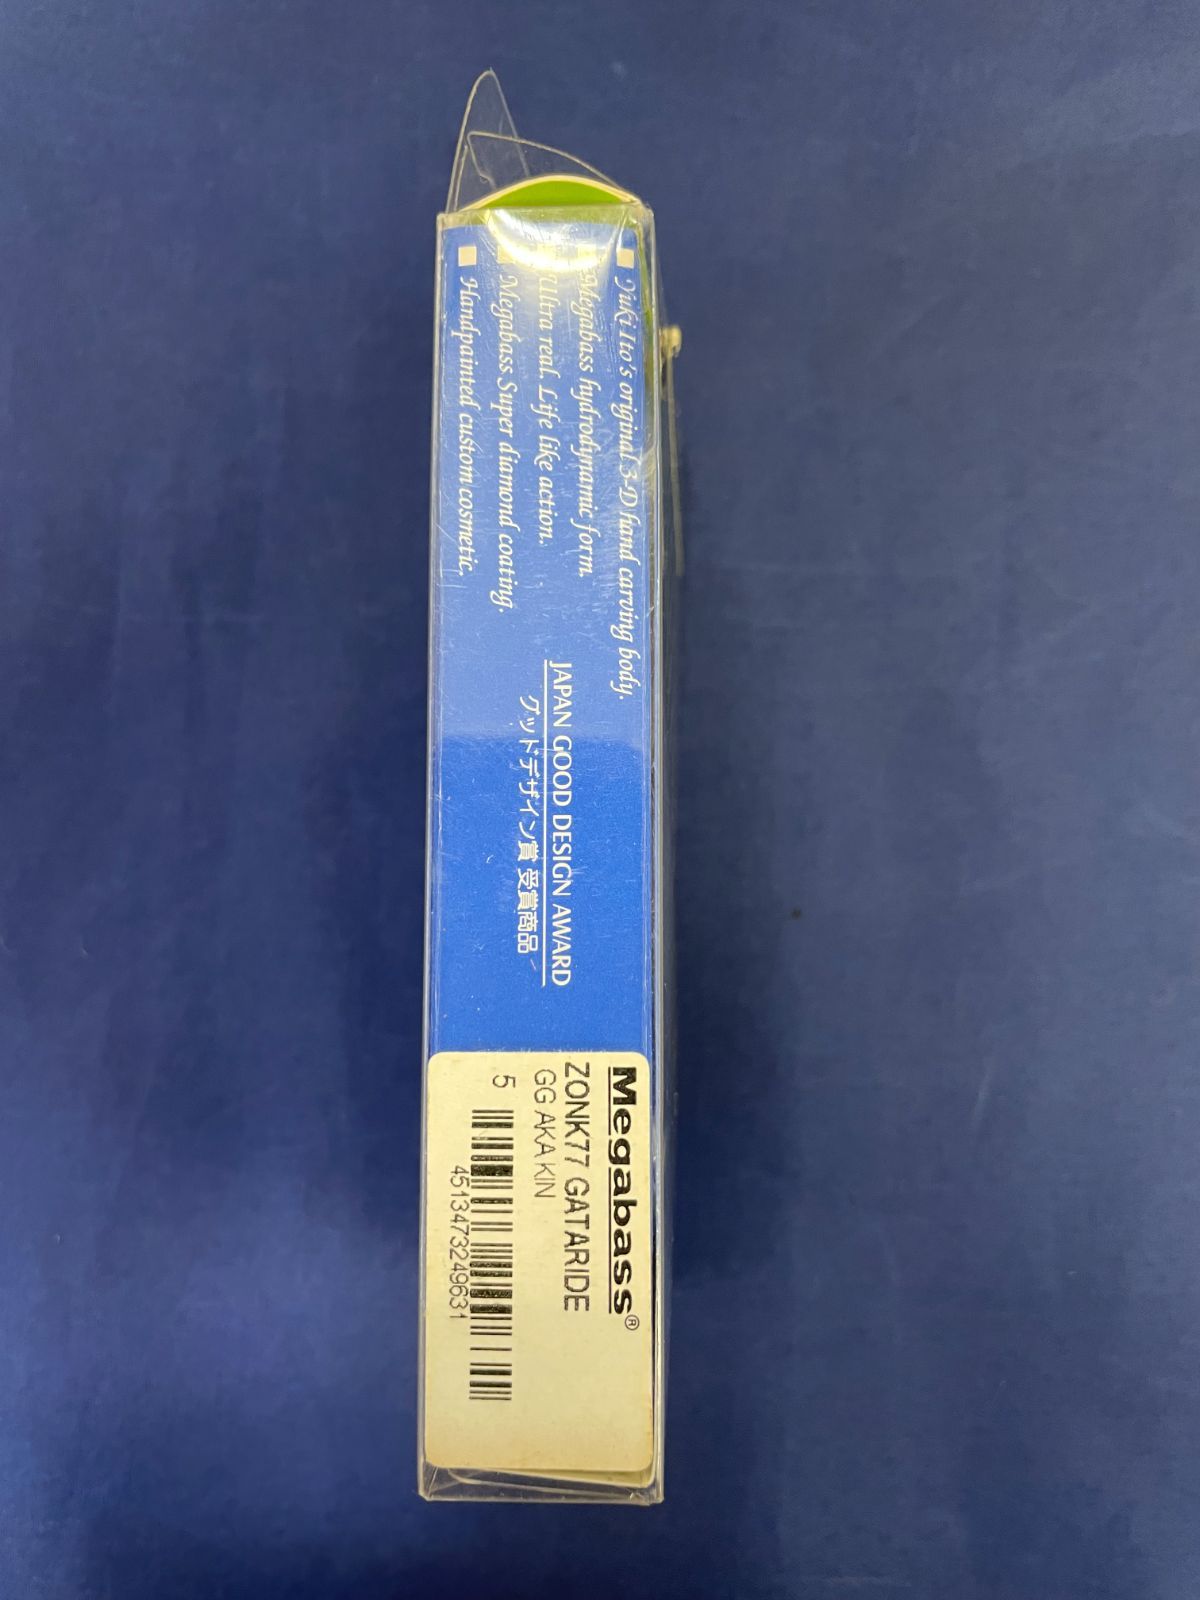 ■ Yuki Ito's original 3-D hand carving body.
■ Megabass hydrodynamic form.
■ Ultra real. Life like action.
■ Megabass Super diamond coating.
■ Handpainted custom cosmetic.
JAPAN GOOD DESIGN AWARD
グッドデザイン賞 受賞商品
Megabass®
ZONK77 GATARIDE
GG AKA KIN
5
4513473249631